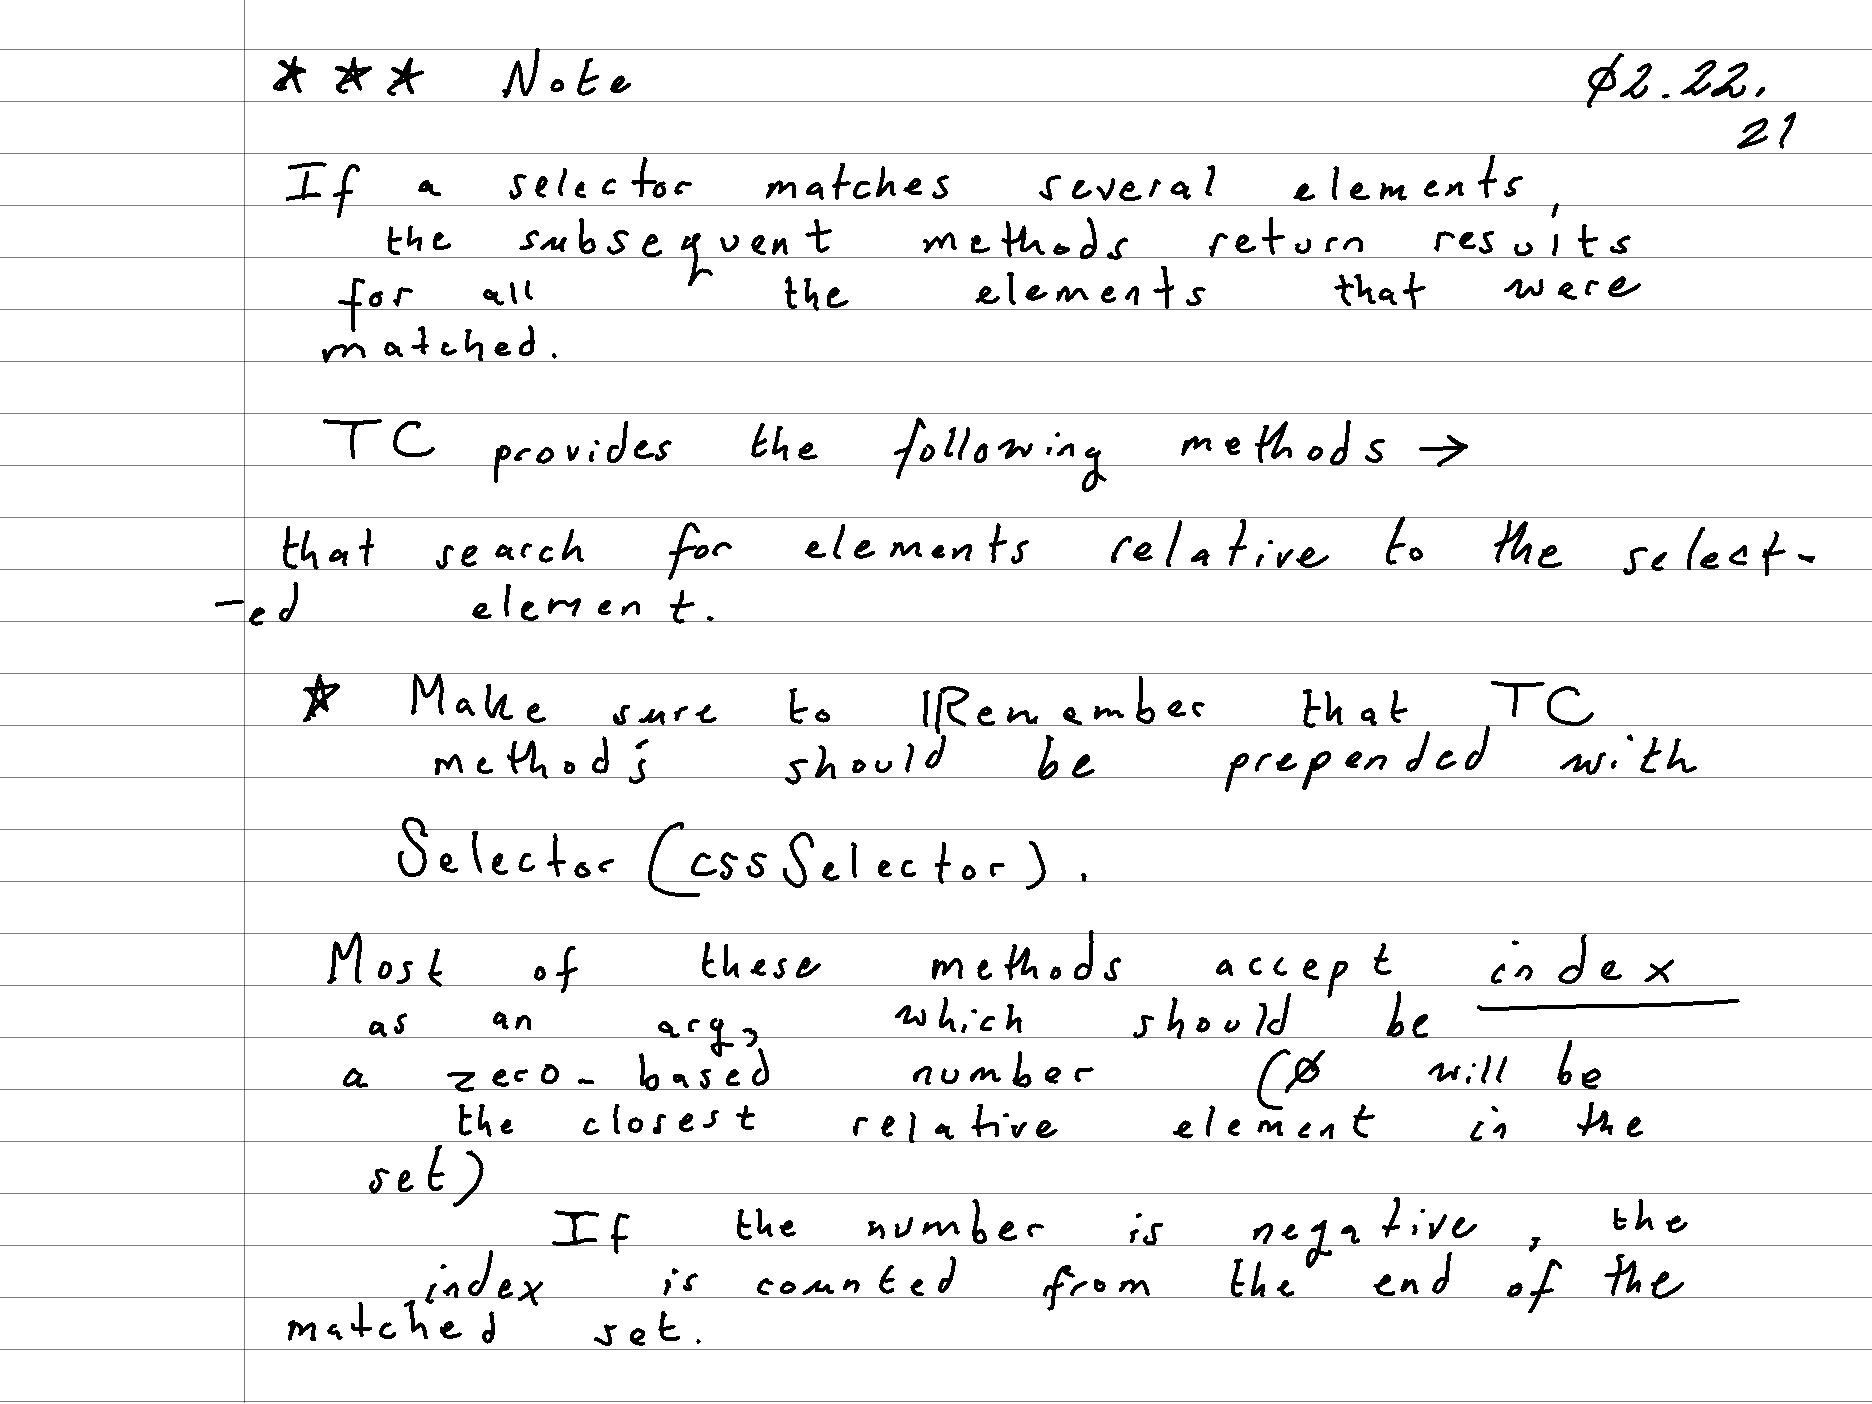 *** Note ø2.22.
21
If a selector matches several elements,
the subsequent methods return results
for all the elements that were
matched.
TC provides the following methods →
that search for elements relative to the select-
-ed element.
* Make sure to Remember that TC
methods should be prepended with
Selector (cssSelector).
Most of these methods accept index
as an arg, which should be
a zero-based number (ø will be
the closest relative element in the
set)
If the number is negative, the
index is counted from the end of the
matched set.